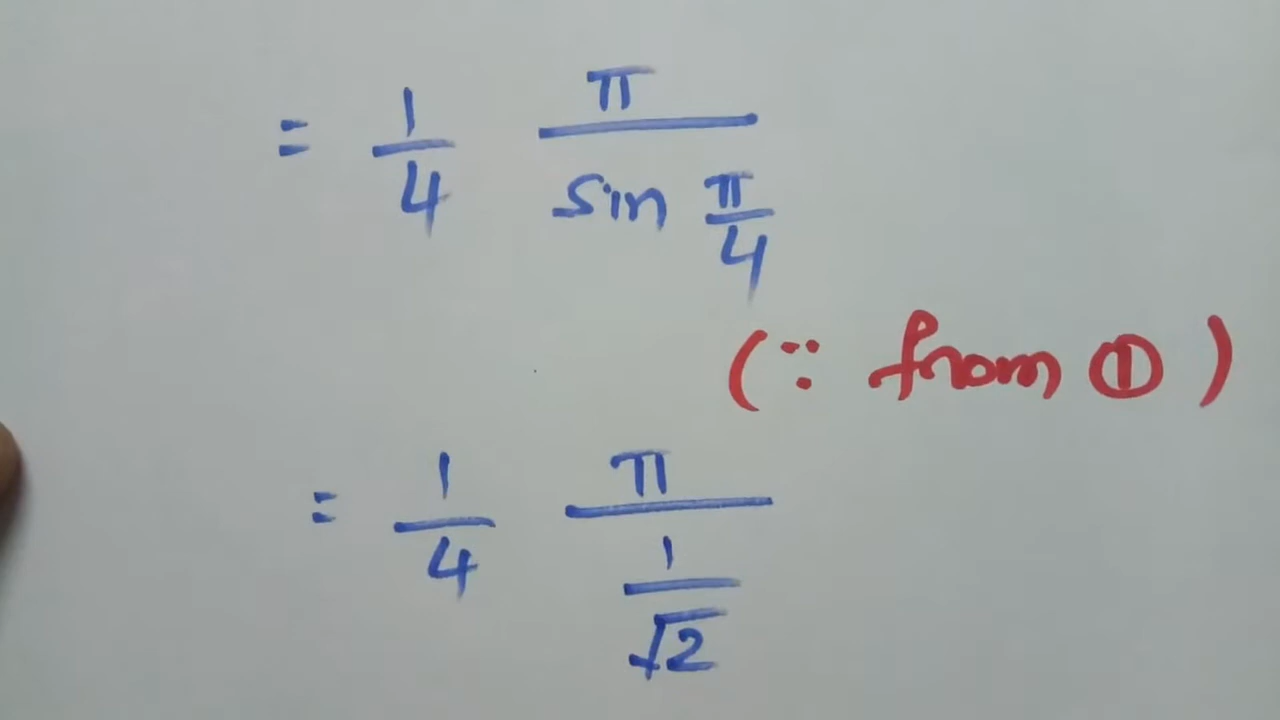 = 1/4 π/(sin π/4)
(∵ from ①)
= 1/4 π/(1/√2)